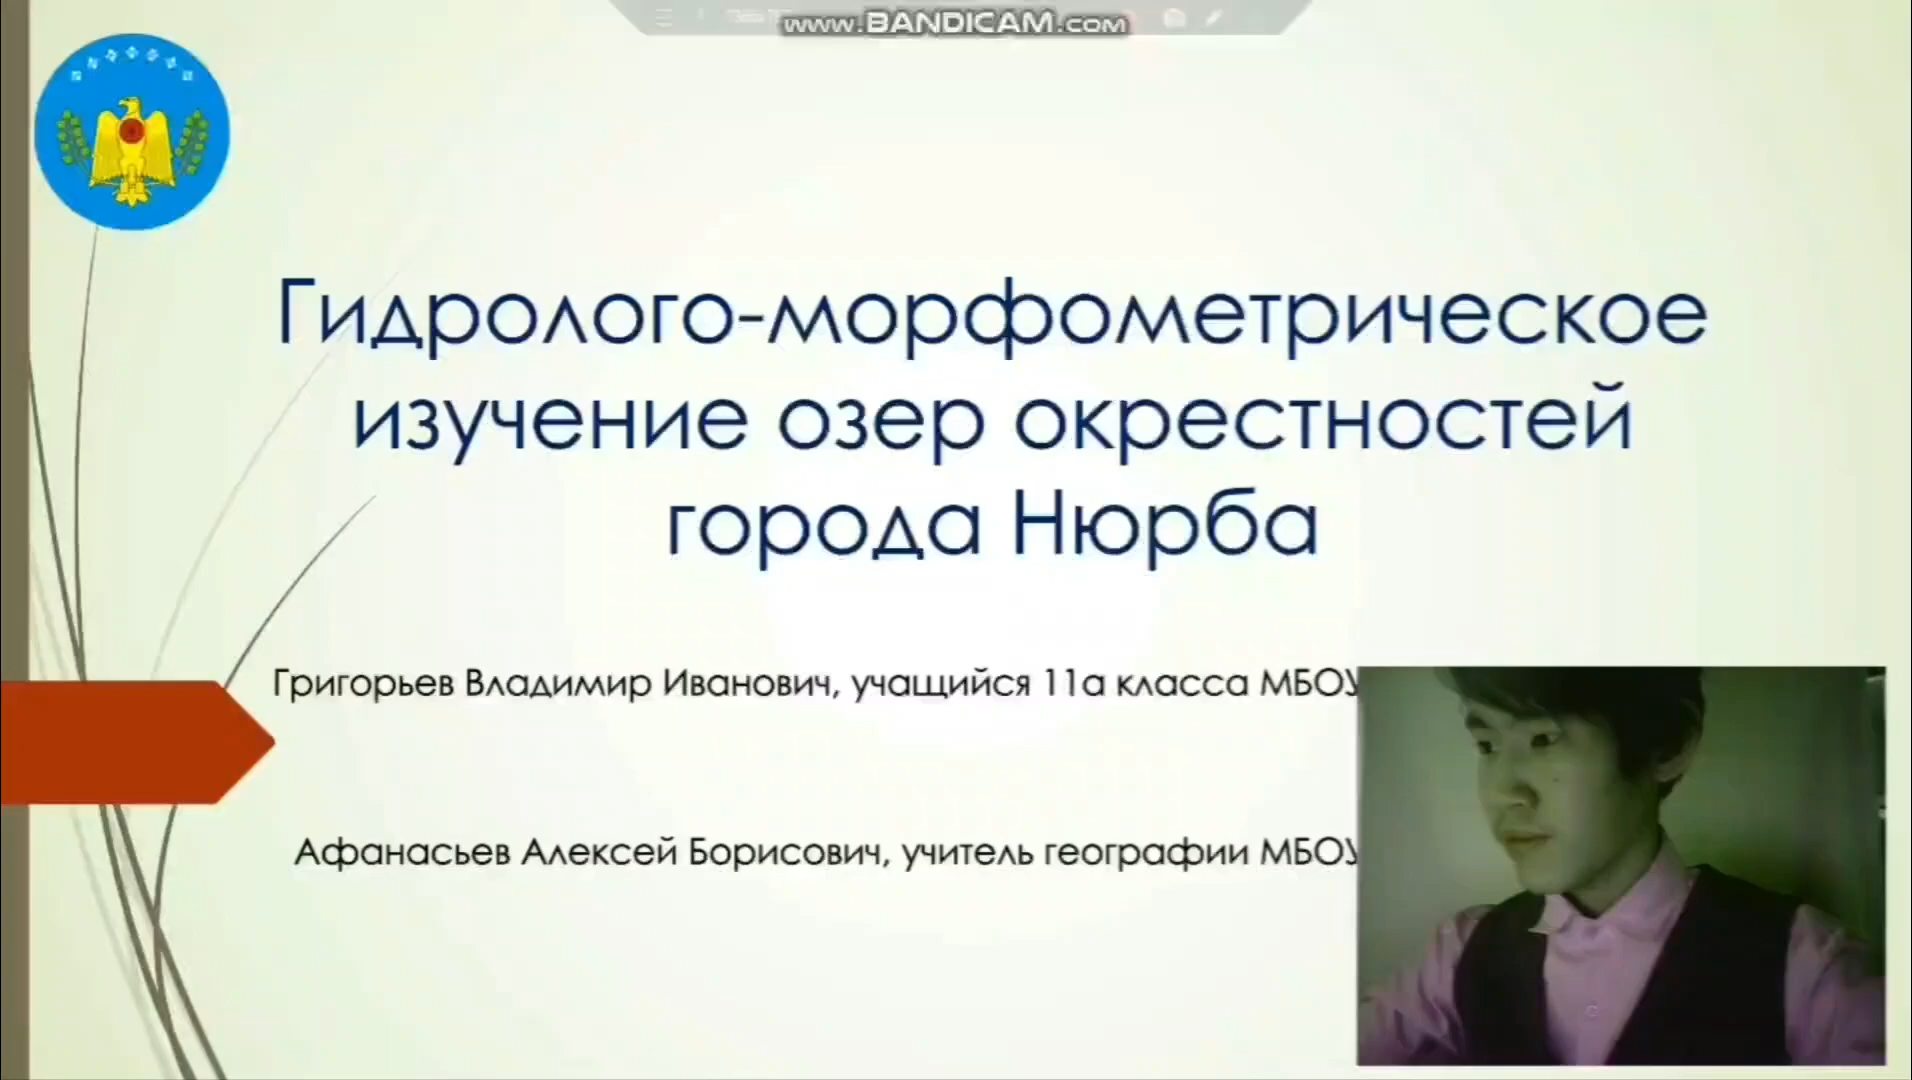 www.BANDICAM.com
Гидролого-морфометрическое
изучение озер окрестностей
города Нюрба
Григорьев Владимир Иванович, учащийся 11а класса МБОУ
Афанасьев Алексей Борисович, учитель географии МБОУ